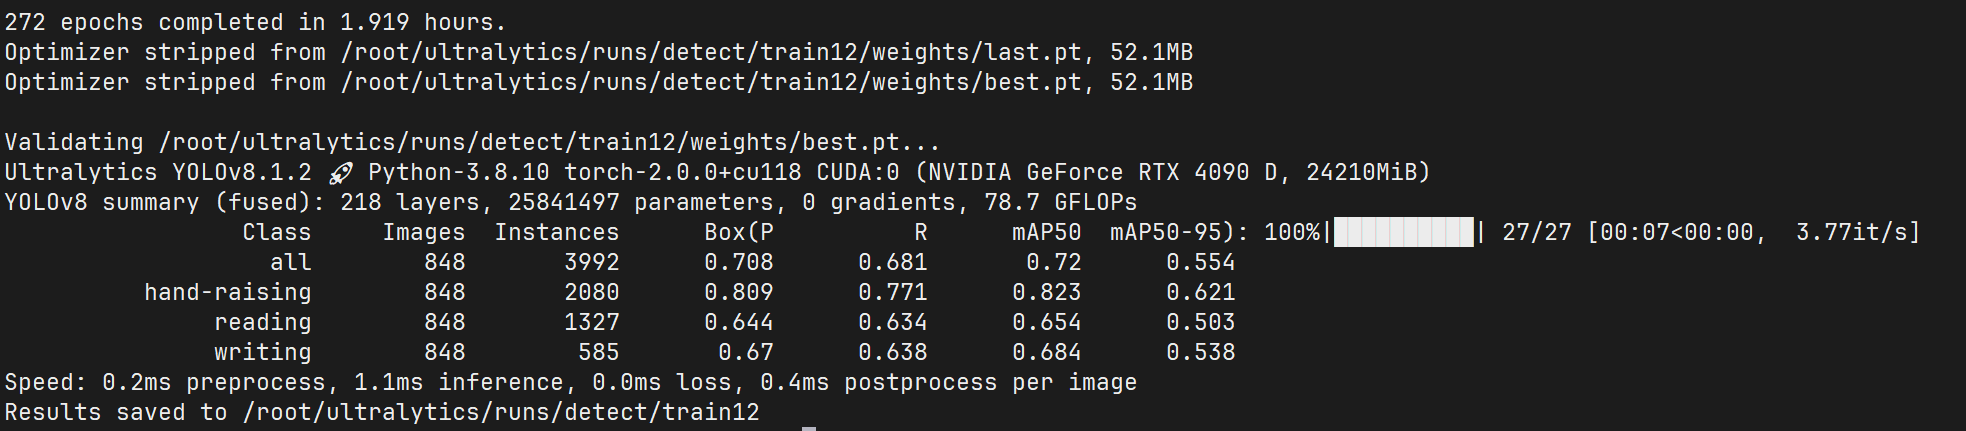 272 epochs completed in 1.919 hours.
Optimizer stripped from /root/ultralytics/runs/detect/train12/weights/last.pt, 52.1MB
Optimizer stripped from /root/ultralytics/runs/detect/train12/weights/best.pt, 52.1MB
Validating /root/ultralytics/runs/detect/train12/weights/best.pt...
Ultralytics YOLOv8.1.2 🚀 Python-3.8.10 torch-2.0.0+cu118 CUDA:0 (NVIDIA GeForce RTX 4090 D, 24210MiB)
YOLOv8 summary (fused): 218 layers, 25841497 parameters, 0 gradients, 78.7 GFLOPs
Class Images Instances Box(P R mAP50 mAP50-95): 100%|██████████| 27/27 [00:07<00:00, 3.77it/s]
all 848 3992 0.708 0.681 0.72 0.554
hand-raising 848 2080 0.809 0.771 0.823 0.621
reading 848 1327 0.644 0.634 0.654 0.503
writing 848 585 0.67 0.638 0.684 0.538
Speed: 0.2ms preprocess, 1.1ms inference, 0.0ms loss, 0.4ms postprocess per image
Results saved to /root/ultralytics/runs/detect/train12